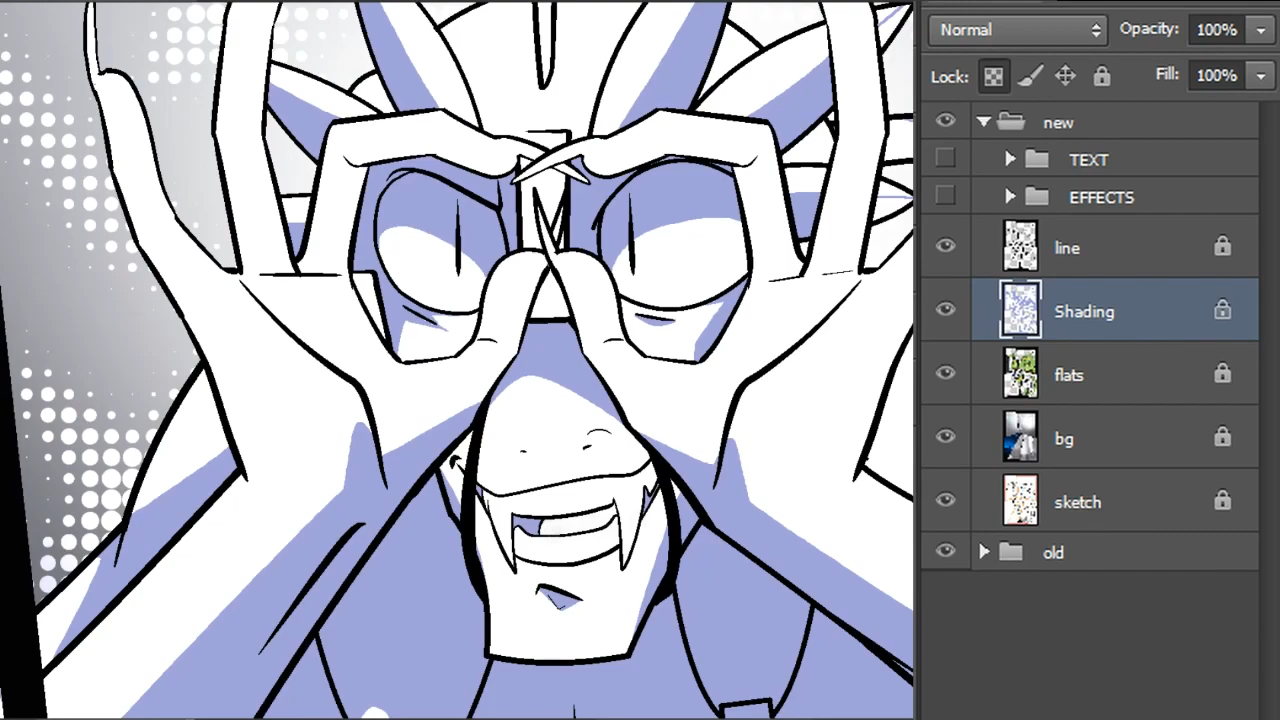 Normal
Opacity: 100%
Lock:
Fill: 100%
new
TEXT
EFFECTS
line
Shading
flats
bg
sketch
old